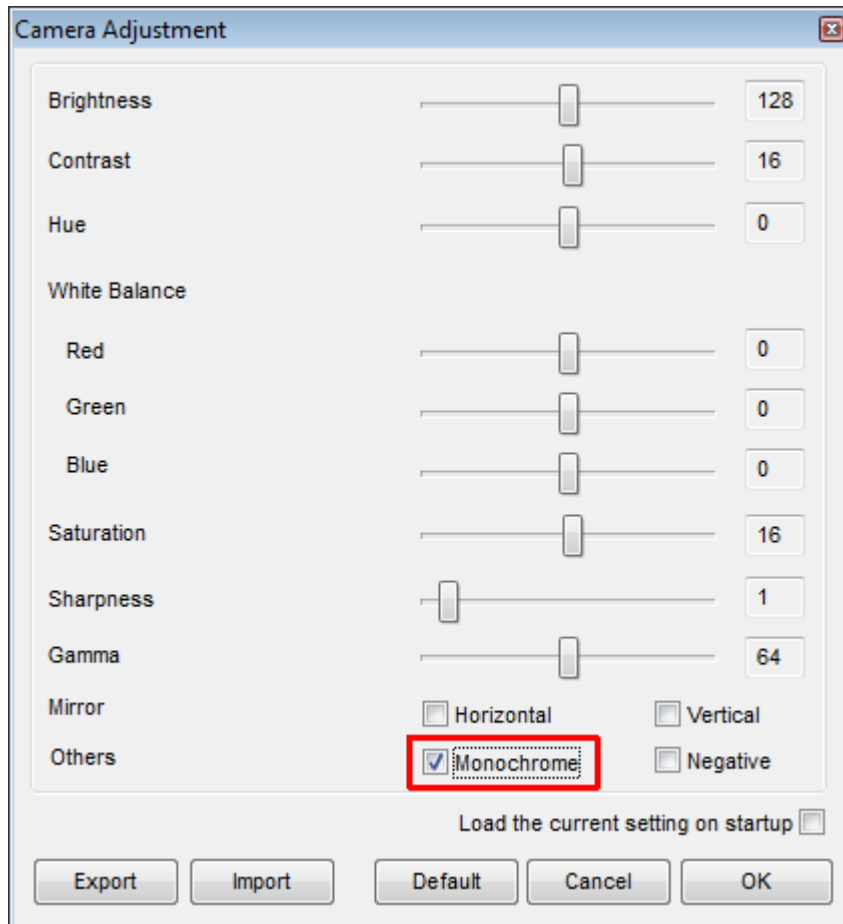 Camera Adjustment
Brightness 128
Contrast 16
Hue 0
White Balance
Red 0
Green 0
Blue 0
Saturation 16
Sharpness 1
Gamma 64
Mirror Horizontal Vertical
Others Monochrome Negative
Load the current setting on startup
Export Import Default Cancel OK